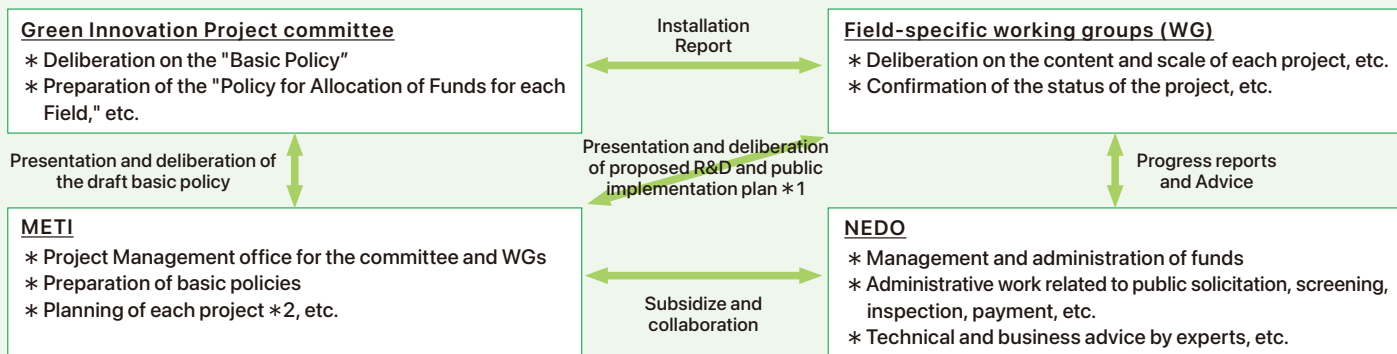 Green Innovation Project committee
∗ Deliberation on the "Basic Policy”
∗ Preparation of the "Policy for Allocation of Funds for each
Field," etc.
Installation
Report
Field-specific working groups (WG)
∗ Deliberation on the content and scale of each project, etc.
∗ Confirmation of the status of the project, etc.
Presentation and deliberation of
the draft basic policy
Presentation and deliberation
of proposed R&D and public
implementation plan ∗1
Progress reports
and Advice
METI
∗ Project Management office for the committee and WGs
∗ Preparation of basic policies
∗ Planning of each project ∗2, etc.
Subsidize and
collaboration
NEDO
∗ Management and administration of funds
∗ Administrative work related to public solicitation, screening,
inspection, payment, etc.
∗ Technical and business advice by experts, etc.